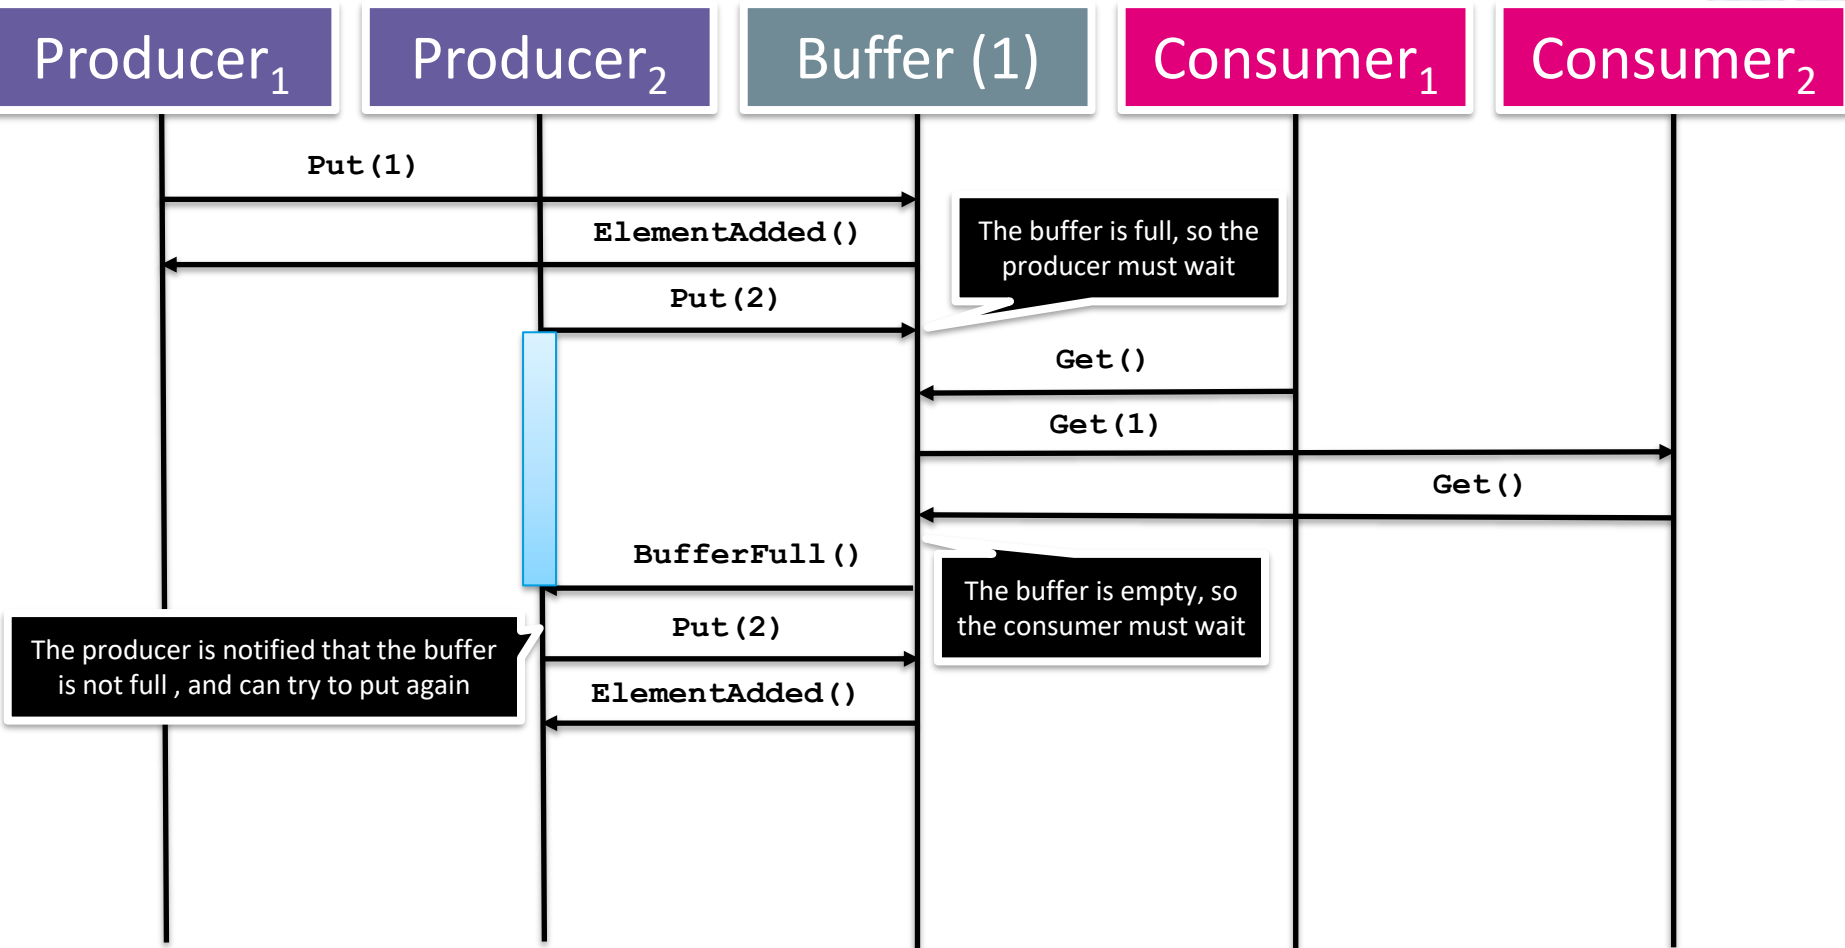 Producer1
Producer2
Buffer (1)
Consumer1
Consumer2
Put(1)
ElementAdded()
The buffer is full, so the
producer must wait
Put(2)
Get()
Get(1)
Get()
BufferFull()
The buffer is empty, so
the consumer must wait
Put(2)
The producer is notified that the buffer
is not full , and can try to put again
ElementAdded()